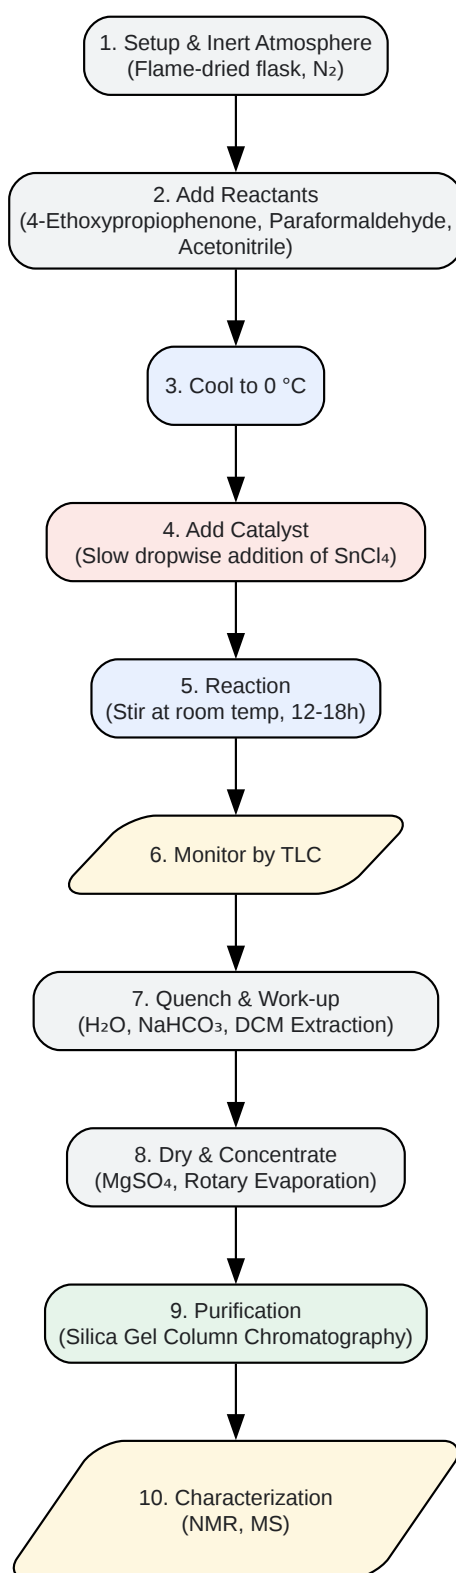 1. Setup & Inert Atmosphere
(Flame-dried flask, N₂)
2. Add Reactants
(4-Ethoxypropiophenone, Paraformaldehyde,
Acetonitrile)
3. Cool to 0 °C
4. Add Catalyst
(Slow dropwise addition of SnCl₄)
5. Reaction
(Stir at room temp, 12-18h)
6. Monitor by TLC
7. Quench & Work-up
(H₂O, NaHCO₃, DCM Extraction)
8. Dry & Concentrate
(MgSO₄, Rotary Evaporation)
9. Purification
(Silica Gel Column Chromatography)
10. Characterization
(NMR, MS)